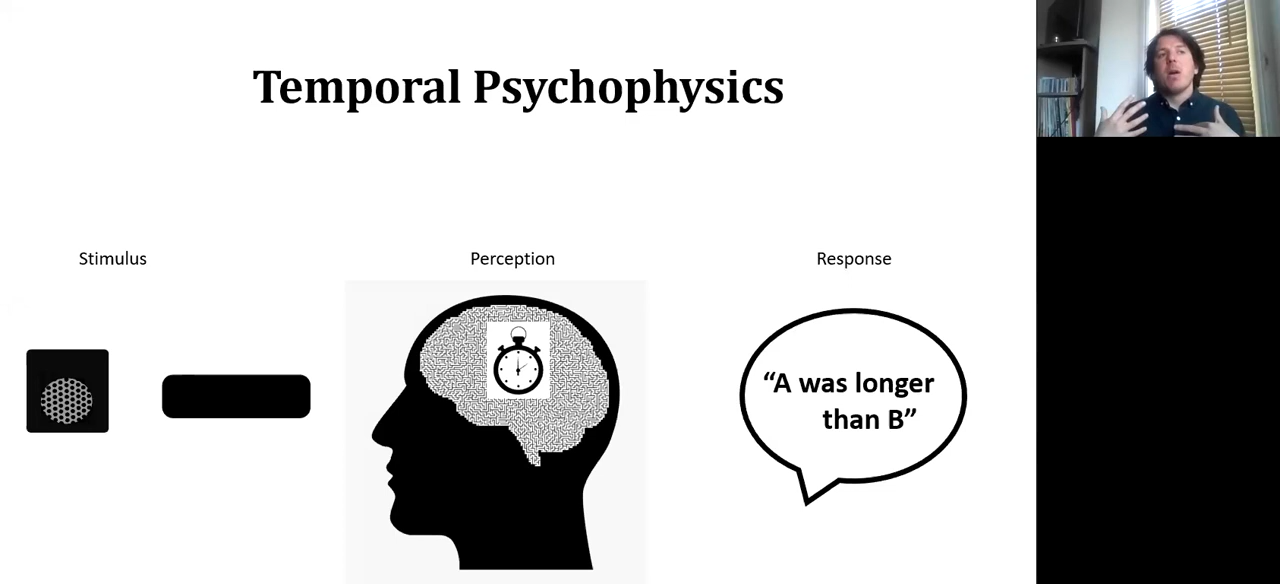 Temporal Psychophysics
Stimulus
Perception
Response
“A was longer
than B”